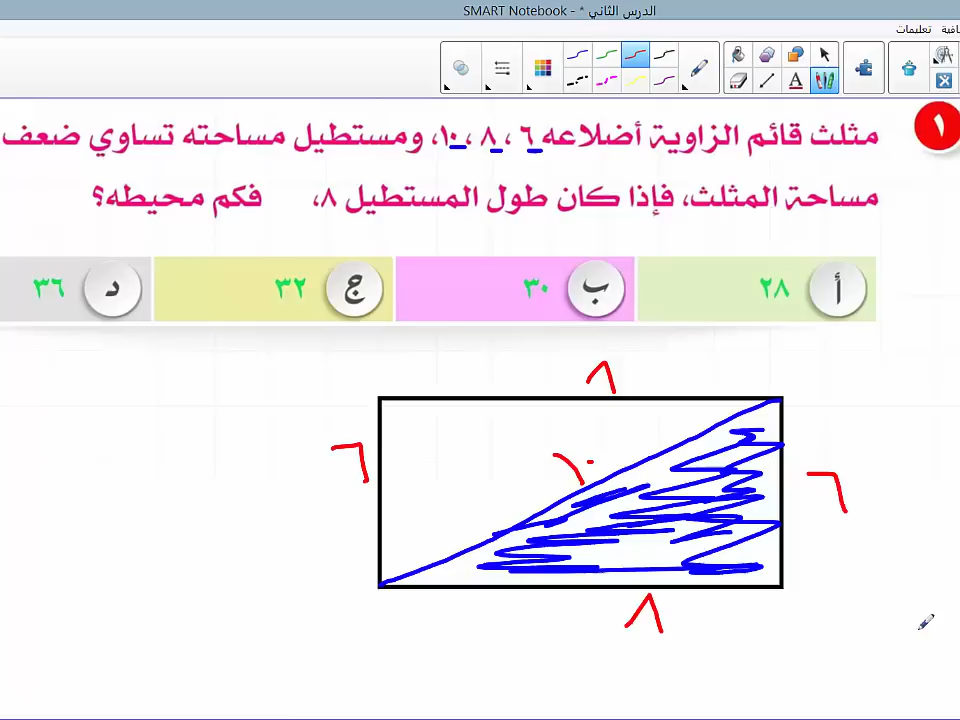 الدرس الثاني * - SMART Notebook
تعليمات
١
مثلث قائم الزاوية أضلاعه ٦ ، ٨ ، ١٠، ومستطيل مساحته تساوي ضعف
مساحة المثلث، فإذا كان طول المستطيل ٨، فكم محيطه؟
أ ٢٨ ب ٣٠ ج ٣٢ د ٣٦
٨
٦ ١٠ ٦
٨